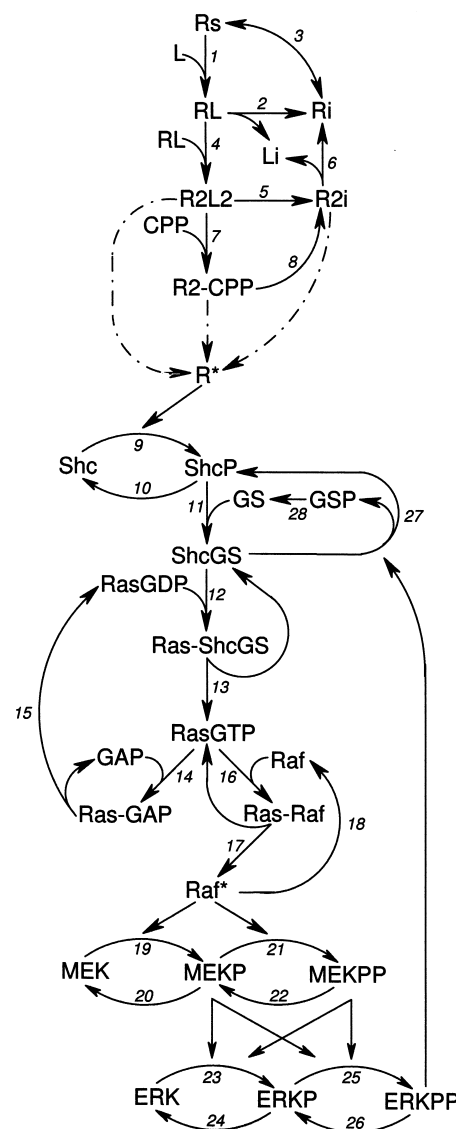 Rs
3
L
1
RL
2
Ri
RL
4
Li
6
R2L2
5
R2i
CPP
7
8
R2-CPP
R*
9
Shc
ShcP
10
11
GS
28
GSP
27
ShcGS
RasGDP
12
Ras-ShcGS
13
15
RasGTP
GAP
14
16
Raf
Ras-GAP
Ras-Raf
18
17
Raf*
19
21
MEK
MEKP
MEKPP
20
22
23
25
ERK
ERKP
ERKPP
24
26